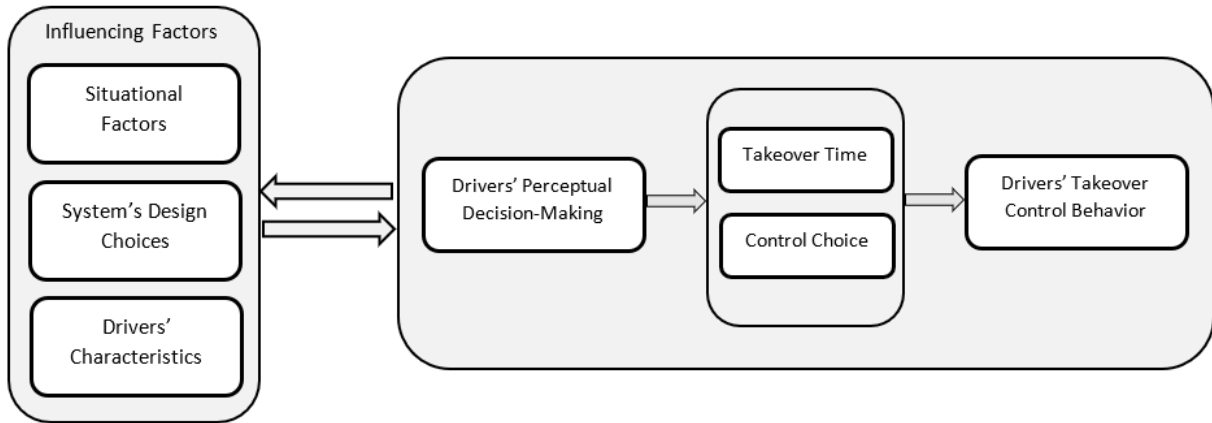 Influencing Factors
Situational
Factors
System’s Design
Choices
Drivers’
Characteristics
Drivers’ Perceptual
Decision-Making
Takeover Time
Control Choice
Drivers’ Takeover
Control Behavior